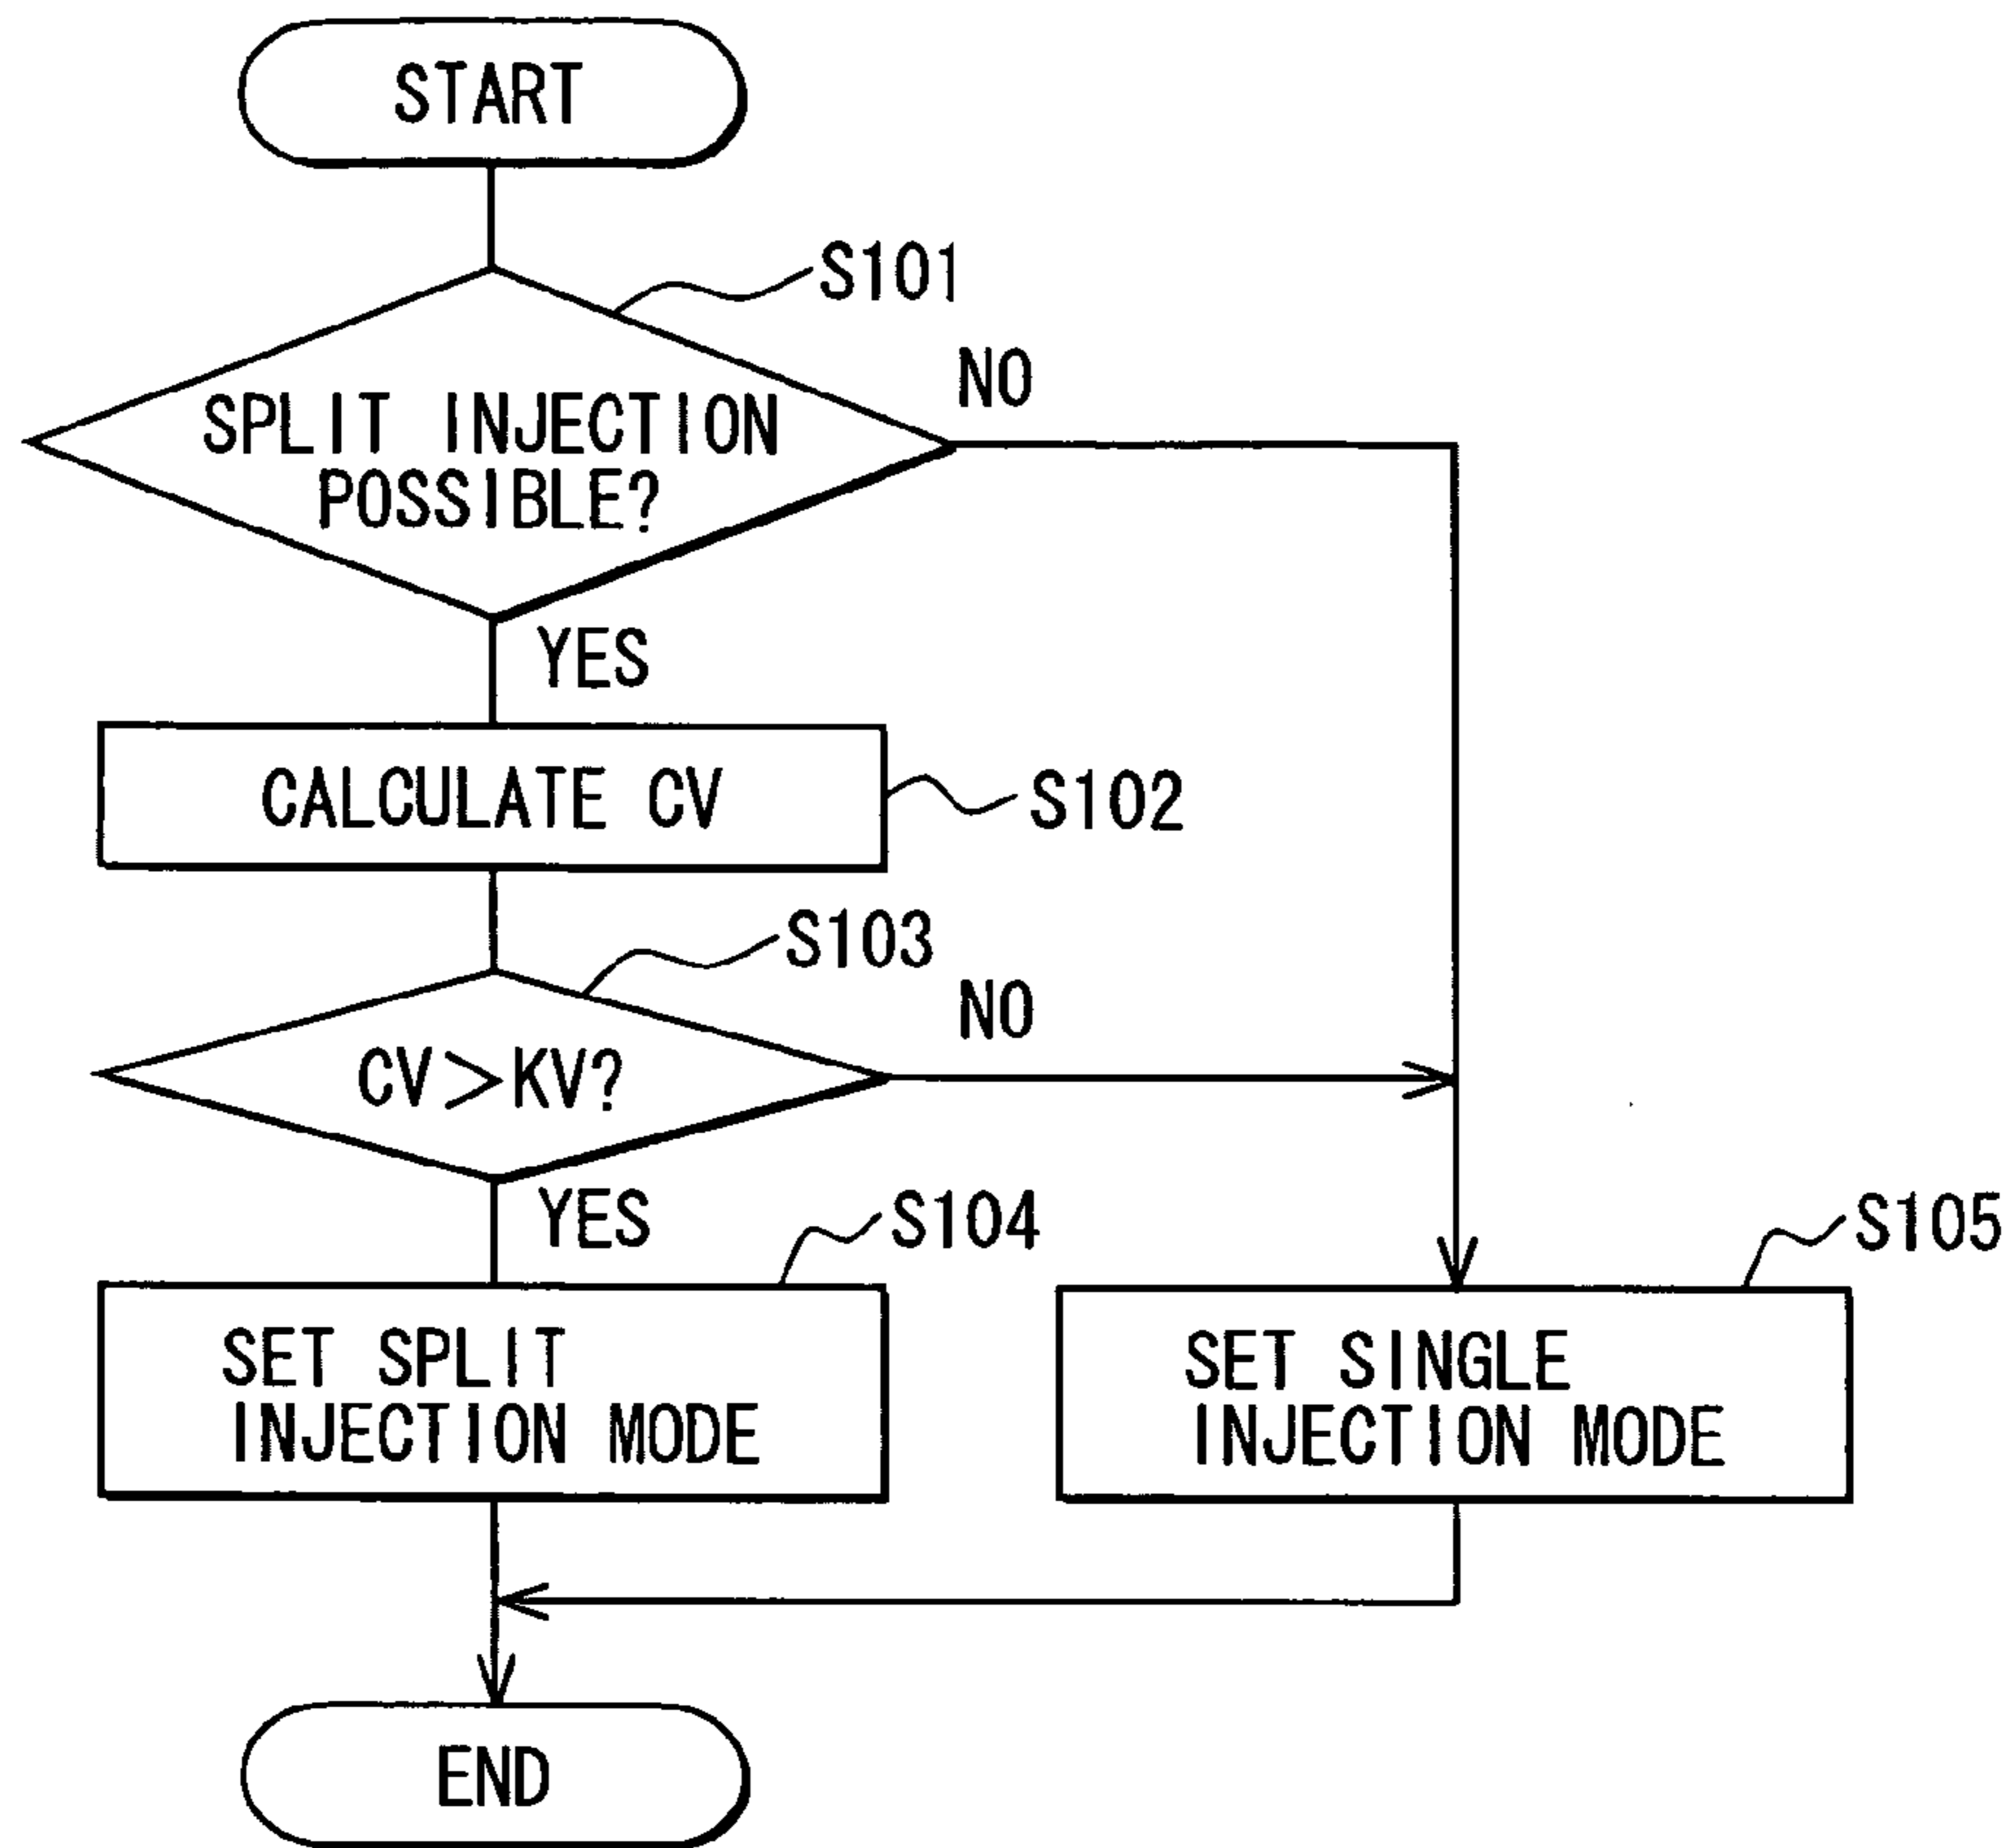 START
S101
NO
SPLIT INJECTION
POSSIBLE?
YES
CALCULATE CV
S102
S103
NO
CV>KV?
YES
S104
S105
SET SPLIT
INJECTION MODE
SET SINGLE
INJECTION MODE
END